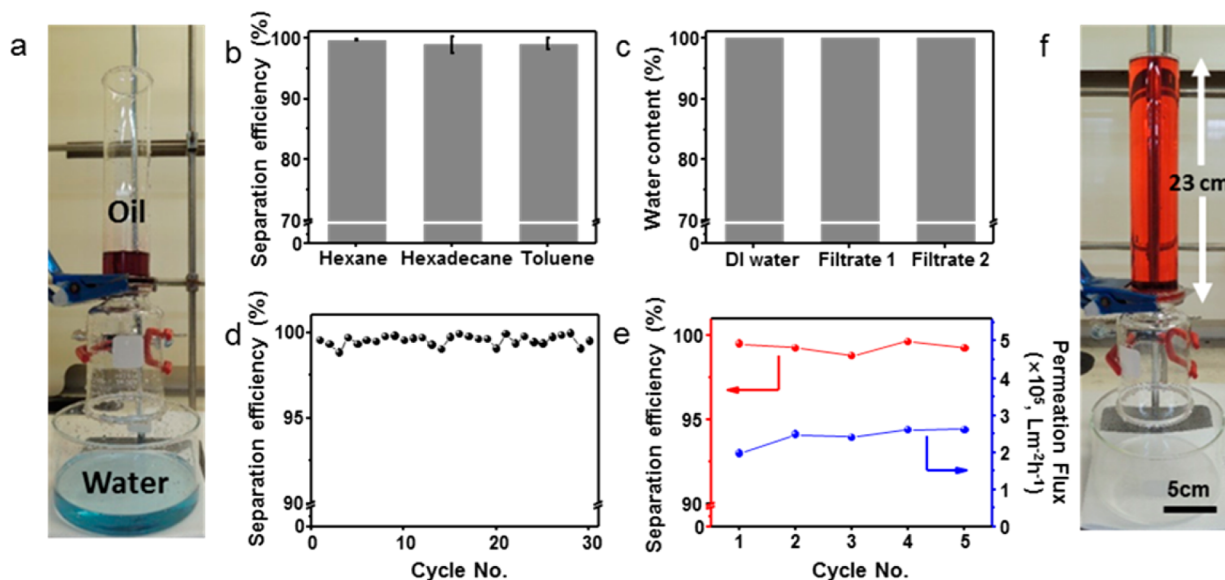 a
Oil
Water
b
Separation efficiency (%)
100
90
80
70
0
Hexane Hexadecane Toluene
c
Water content (%)
100
90
80
70
0
DI water Filtrate 1 Filtrate 2
d
Separation efficiency (%)
100
95
90
0
0 10 20 30
Cycle No.
e
Separation efficiency (%)
100
95
90
0
1 2 3 4 5
Cycle No.
5
4
3
2
1
0
Permeation Flux
(×10⁵, Lm⁻²h⁻¹)
f
23 cm
5cm